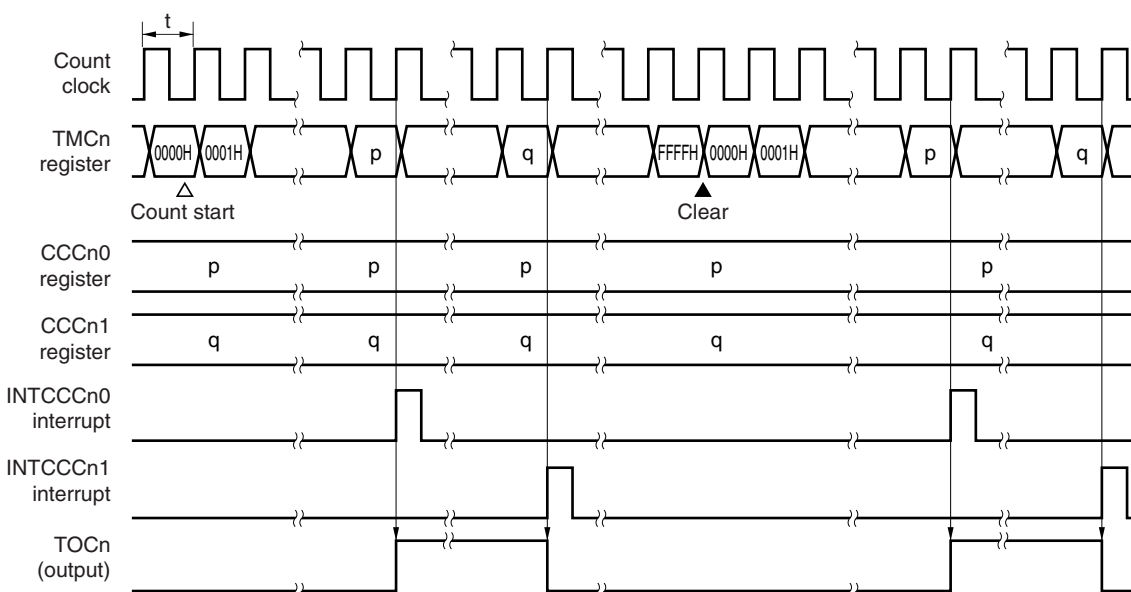 t
Count
clock
TMCn
register
0000H 0001H p q FFFFH 0000H 0001H p q
Count start Clear
CCCn0
register
p p p p p
CCCn1
register
q q q q q
INTCCCn0
interrupt
INTCCCn1
interrupt
TOCn
(output)